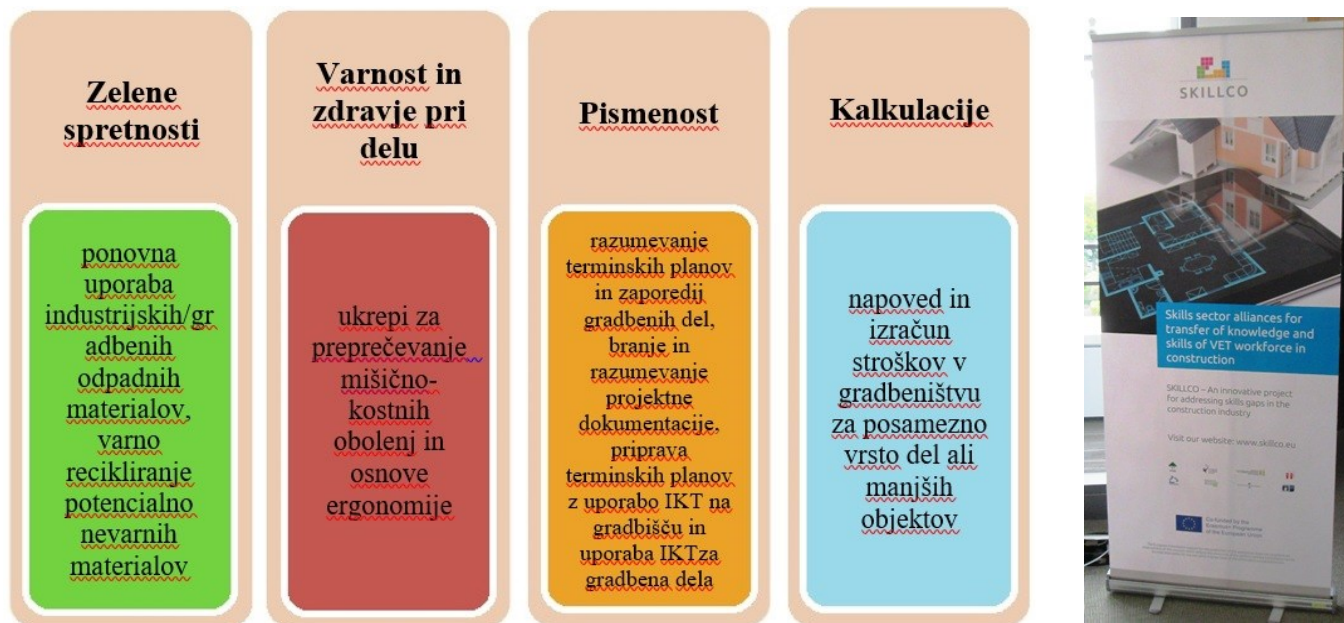 Zelene
spretnosti
ponovna
uporaba
industrijskih/gr
adbenih
odpadnih
materialov,
varno
recikliranje
potencialno
nevarnih
materialov
Varnost in
zdravje pri
delu
ukrepi za
preprečevanje
mišično-
kostnih
obolenj in
osnove
ergonomije
Pismenost
razumevanje
terminskih planov
in zaporedij
gradbenih del,
branje in
razumevanje
projektne
dokumentacije,
priprava
terminskih planov
z uporabo IKT na
gradbišču in
uporaba IKTza
gradbena dela
Kalkulacije
napoved in
izračun
stroškov v
gradbeništvu
za posamezno
vrsto del ali
manjših
objektov
SKILLCO
Skills sector alliances for
transfer of knowledge and
skills of VET workforce in
construction
SKILLCO – An innovative project
for addressing skills gaps in the
construction industry
Visit our website: www.skillco.eu
Co-funded by the
Erasmus+ Programme
of the European Union